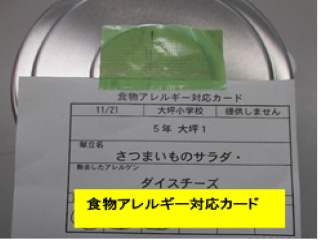 食物アレルギー対応カード
11/21 大坪小学校 提供しません
5年 大坪1
献立名
さつまいものサラダ・
除去したアレルゲン
ダイスチーズ
食物アレルギー対応カード